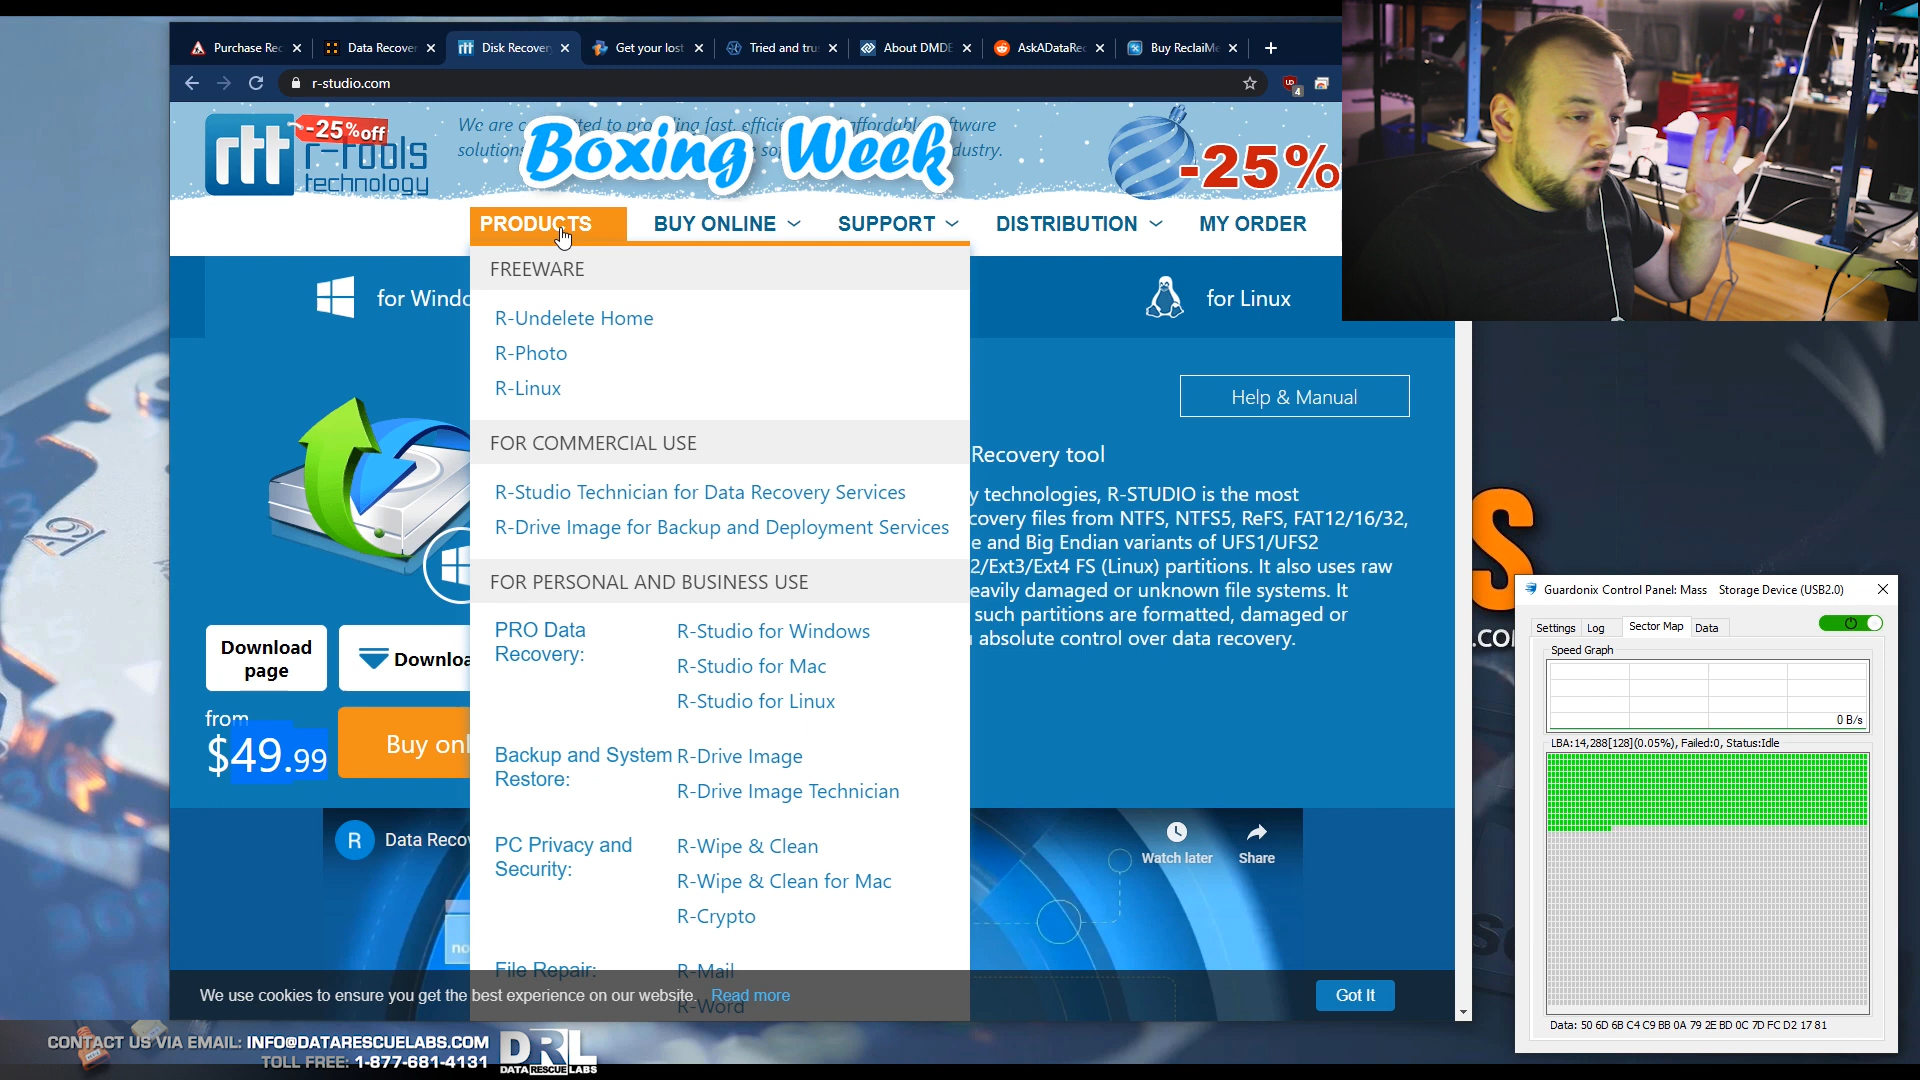 Purchase Rec
Data Recover
Disk Recover
Get your lost
Tried and tru
About DMDE
AskADataRec
Buy ReclaiMe
r-studio.com
4
-25%off
rtt
r-tools
technology
Boxing Week
-25%
PRODUCTS
BUY ONLINE
SUPPORT
DISTRIBUTION
MY ORDER
for Windo
for Linux
FREEWARE
R-Undelete Home
R-Photo
R-Linux
FOR COMMERCIAL USE
R-Studio Technician for Data Recovery Services
R-Drive Image for Backup and Deployment Services
FOR PERSONAL AND BUSINESS USE
PRO Data
Recovery:
R-Studio for Windows
R-Studio for Mac
R-Studio for Linux
Backup and System
Restore:
R-Drive Image
R-Drive Image Technician
PC Privacy and
Security:
R-Wipe & Clean
R-Wipe & Clean for Mac
R-Crypto
File Repair:
R-Mail
R-Word
Help & Manual
Recovery tool
y technologies, R-STUDIO is the most
covery files from NTFS, NTFS5, ReFS, FAT12/16/32,
e and Big Endian variants of UFS1/UFS2
2/Ext3/Ext4 FS (Linux) partitions. It also uses raw
eavily damaged or unknown file systems. It
such partitions are formatted, damaged or
absolute control over data recovery.
Download
page
Downloa
from
$49.99
Buy onl
R
Data Reco
no
Watch later
Share
We use cookies to ensure you get the best experience on our website. Read more
Got It
Guardonix Control Panel: Mass Storage Device (USB2.0)
Settings
Log
Sector Map
Data
Speed Graph
0 B/s
LBA:14,288[128](0.05%), Failed:0, Status:Idle
Data: 50 6D 6B C4 C9 BB 0A 79 2E BD 0C 7D FC D2 17 81
S
.CO
CONTACT US VIA EMAIL: INFO@DATARESCUELABS.COM
TOLL FREE: 1-877-681-4131
DRL
DATA RESCUE LABS